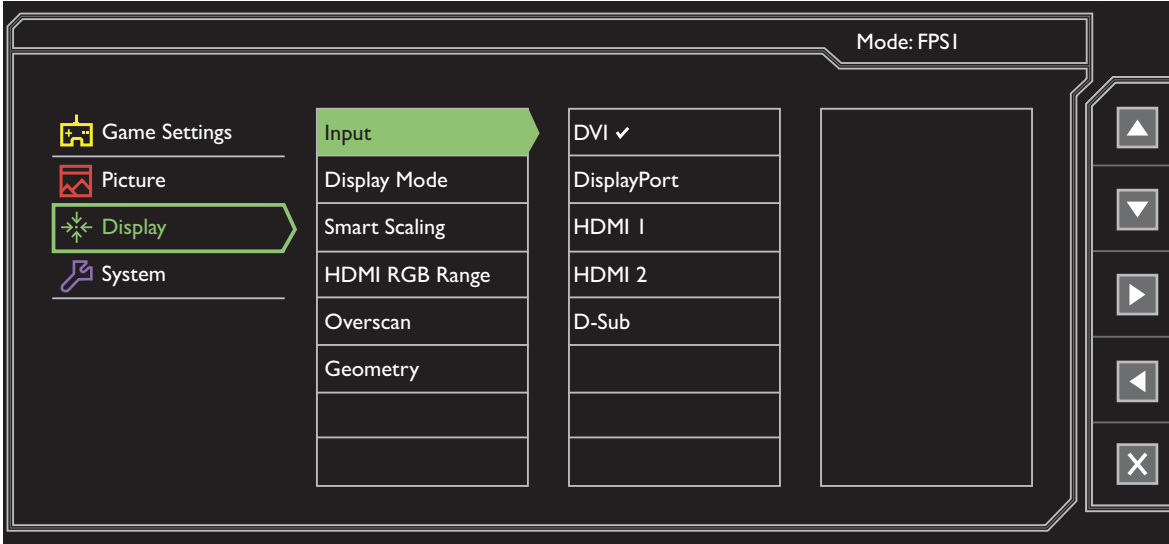 Mode: FPS1
Game Settings
Picture
Display
System
Input
Display Mode
Smart Scaling
HDMI RGB Range
Overscan
Geometry
DVI ✔
DisplayPort
HDMI 1
HDMI 2
D-Sub